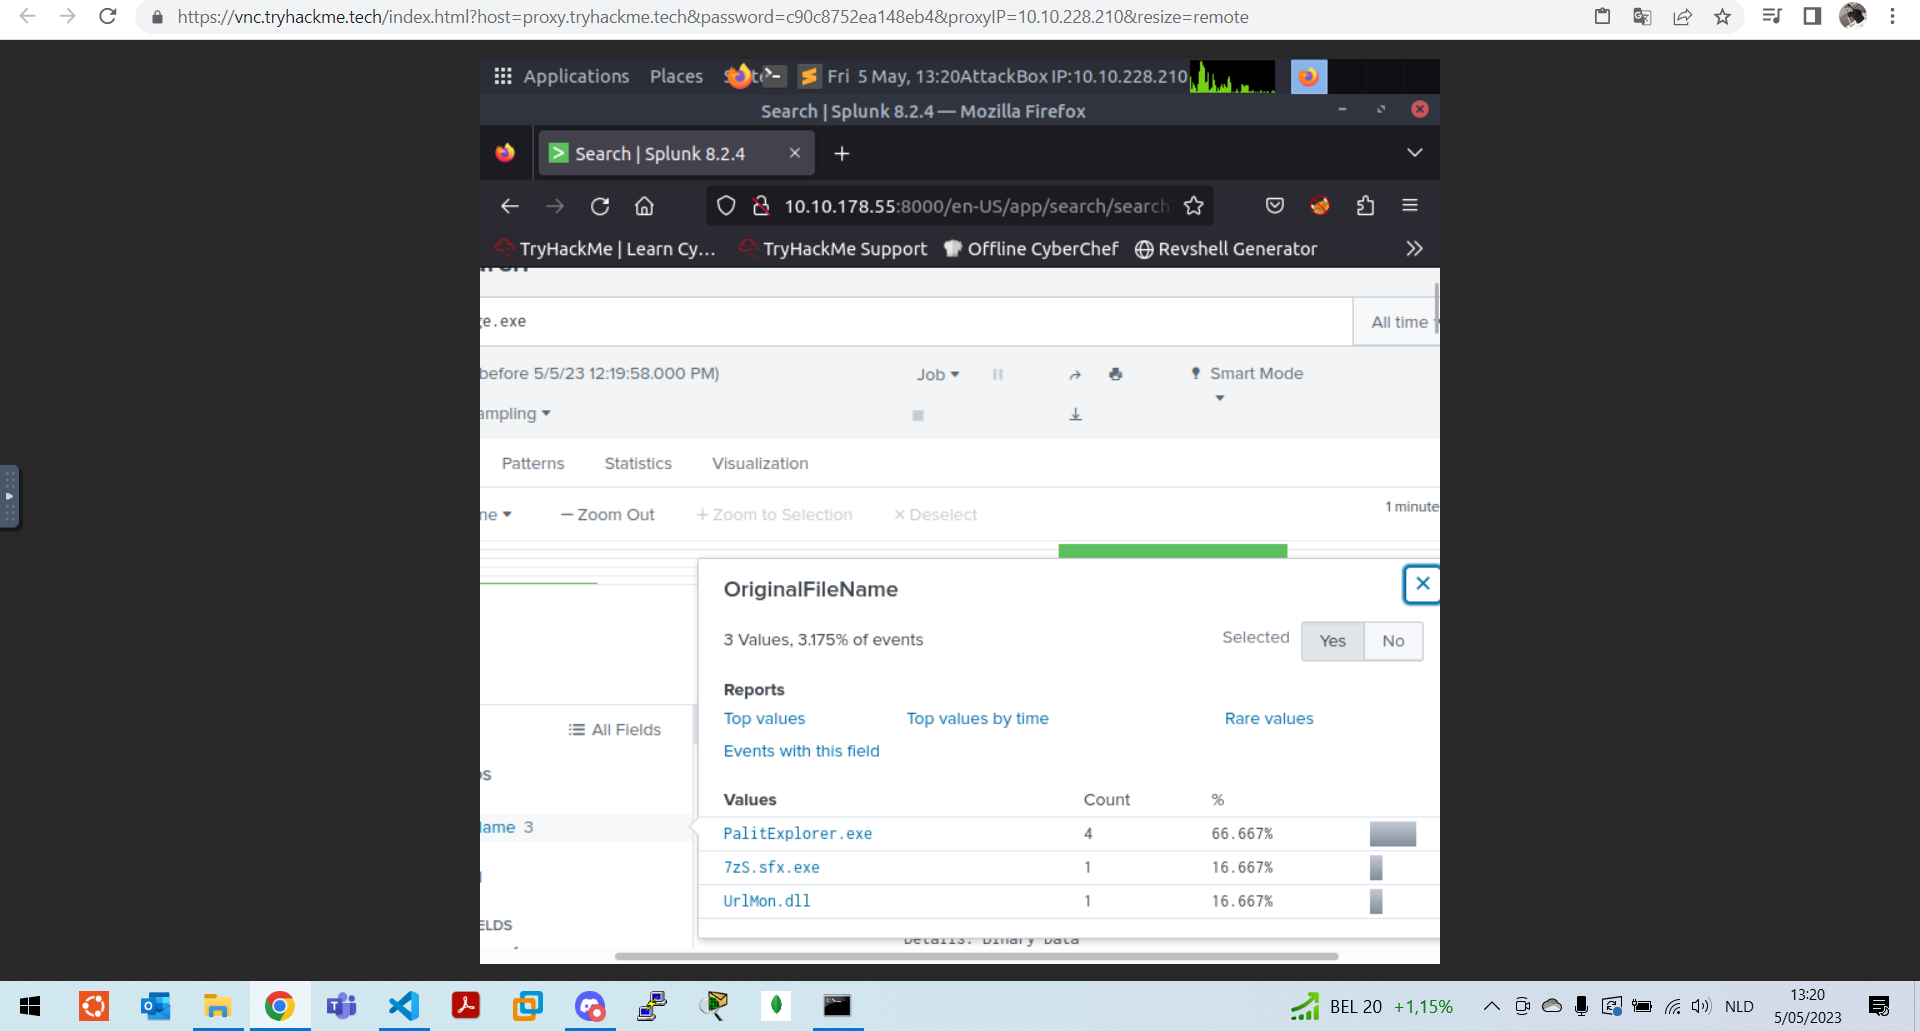 https://vnc.tryhackme.tech/index.html?host=proxy.tryhackme.tech&password=c90c8752ea148eb4&proxyIP=10.10.228.210&resize=remote
Applications Places Fri 5 May, 13:20 AttackBox IP:10.10.228.210
Search | Splunk 8.2.4 — Mozilla Firefox
Search | Splunk 8.2.4
10.10.178.55:8000/en-US/app/search/search
TryHackMe | Learn Cy... TryHackMe Support Offline CyberChef Revshell Generator
ge.exe All time
before 5/5/23 12:19:58.000 PM) Job Smart Mode
ampling
Patterns Statistics Visualization
ne — Zoom Out + Zoom to Selection × Deselect 1 minute
OriginalFileName
3 Values, 3.175% of events Selected Yes No
Reports
Top values Top values by time Rare values
Events with this field
All Fields
Values Count %
lame 3
PalitExplorer.exe 4 66.667%
7zS.sfx.exe 1 16.667%
UrlMon.dll 1 16.667%
ELDS
Details: Binary Data
BEL 20 +1,15% NLD 13:20
5/05/2023